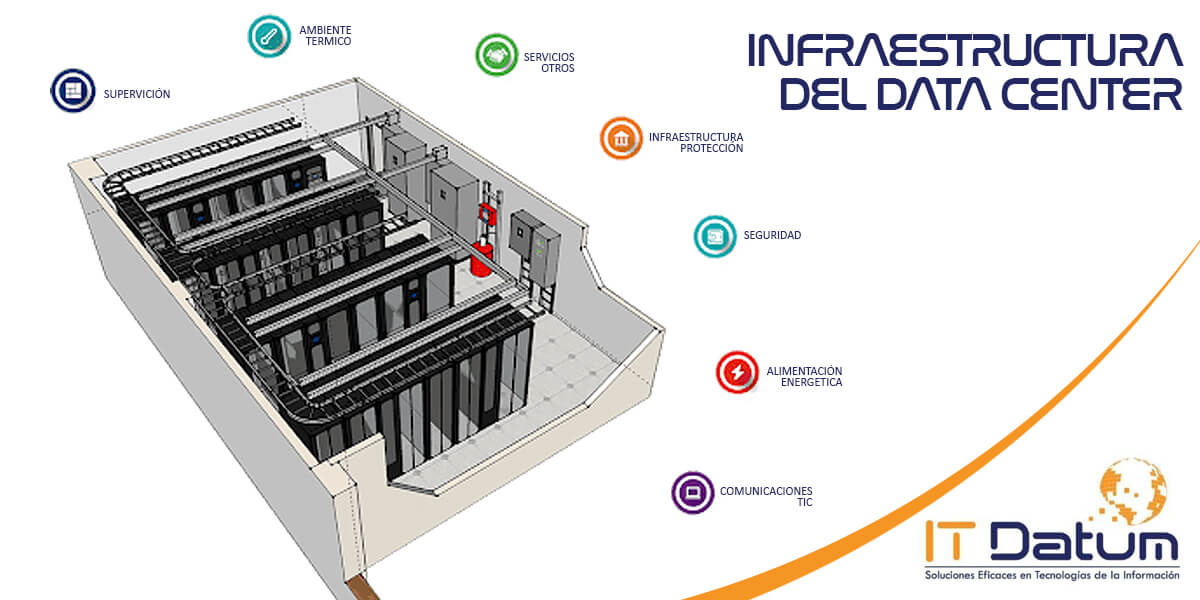 INFRAESTRUCTURA
DEL DATA CENTER
AMBIENTE
TERMICO
SERVICIOS
OTROS
SUPERVICIÓN
INFRAESTRUCTURA
PROTECCIÓN
SEGURIDAD
ALIMENTACIÓN
ENERGETICA
COMUNICACIONES
TIC
IT Datum
Soluciones Eficaces en Tecnologías de la Información